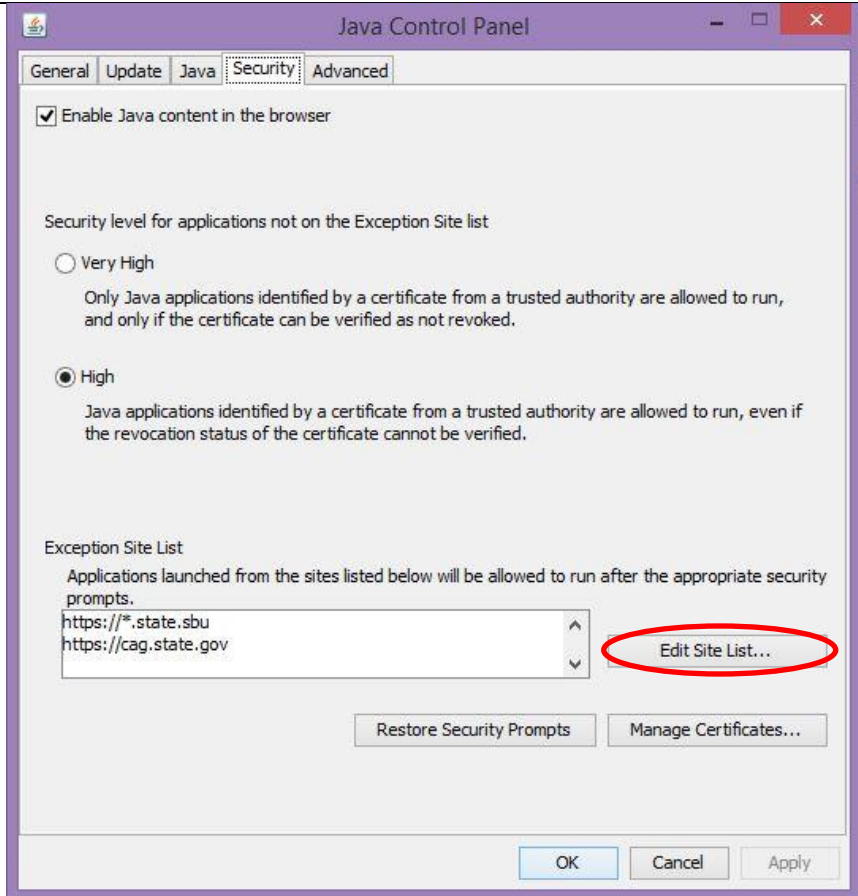 Java Control Panel
General Update Java Security Advanced
Enable Java content in the browser
Security level for applications not on the Exception Site list
Very High
Only Java applications identified by a certificate from a trusted authority are allowed to run,
and only if the certificate can be verified as not revoked.
High
Java applications identified by a certificate from a trusted authority are allowed to run, even if
the revocation status of the certificate cannot be verified.
Exception Site List
Applications launched from the sites listed below will be allowed to run after the appropriate security
prompts.
https://*.state.sbu
https://cag.state.gov
Edit Site List...
Restore Security Prompts Manage Certificates...
OK Cancel Apply